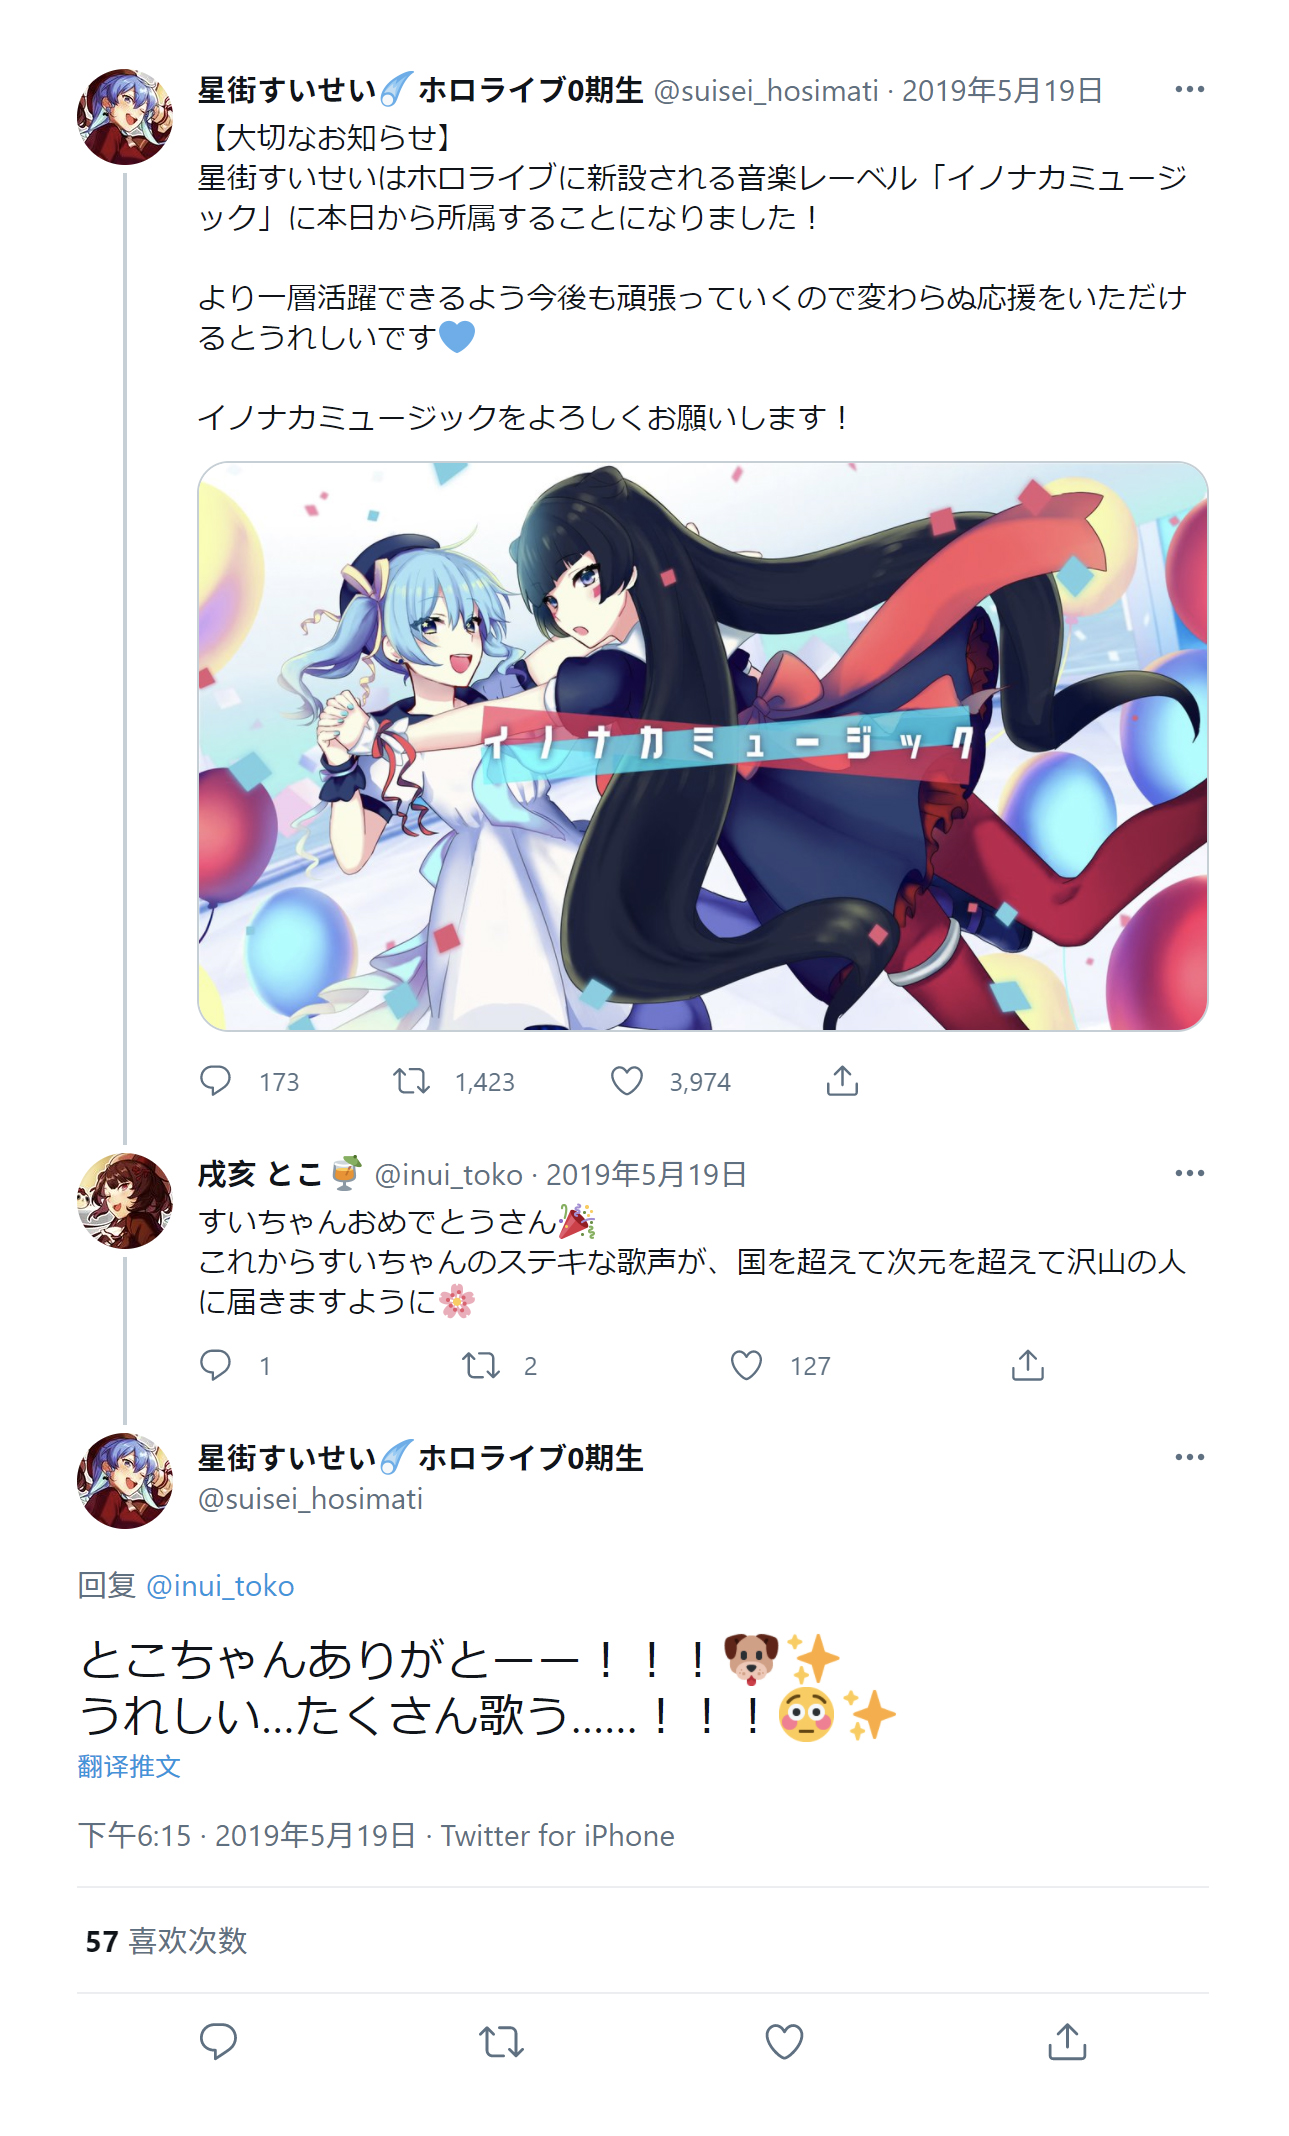 星街すいせい☄️ホロライブ0期生 @suisei_hosimati · 2019年5月19日
【大切なお知らせ】
星街すいせいはホロライブに新設される音楽レーベル「イノナカミュージ
ック」に本日から所属することになりました！
より一層活躍できるよう今後も頑張っていくので変わらぬ応援をいただけ
るとうれしいです💙
イノナカミュージックをよろしくお願いします！
イノナカミュージック
173 1,423 3,974
戌亥 とこ🍹 @inui_toko · 2019年5月19日
すいちゃんおめでとうさん🎉
これからすいちゃんのステキな歌声が、国を超えて次元を超えて沢山の人
に届きますように🌸
1 2 127
星街すいせい☄️ホロライブ0期生
@suisei_hosimati
回复 @inui_toko
とこちゃんありがとーー！！！🐶✨
うれしい…たくさん歌う……！！！😳✨
翻译推文
下午6:15 · 2019年5月19日 · Twitter for iPhone
57 喜欢次数